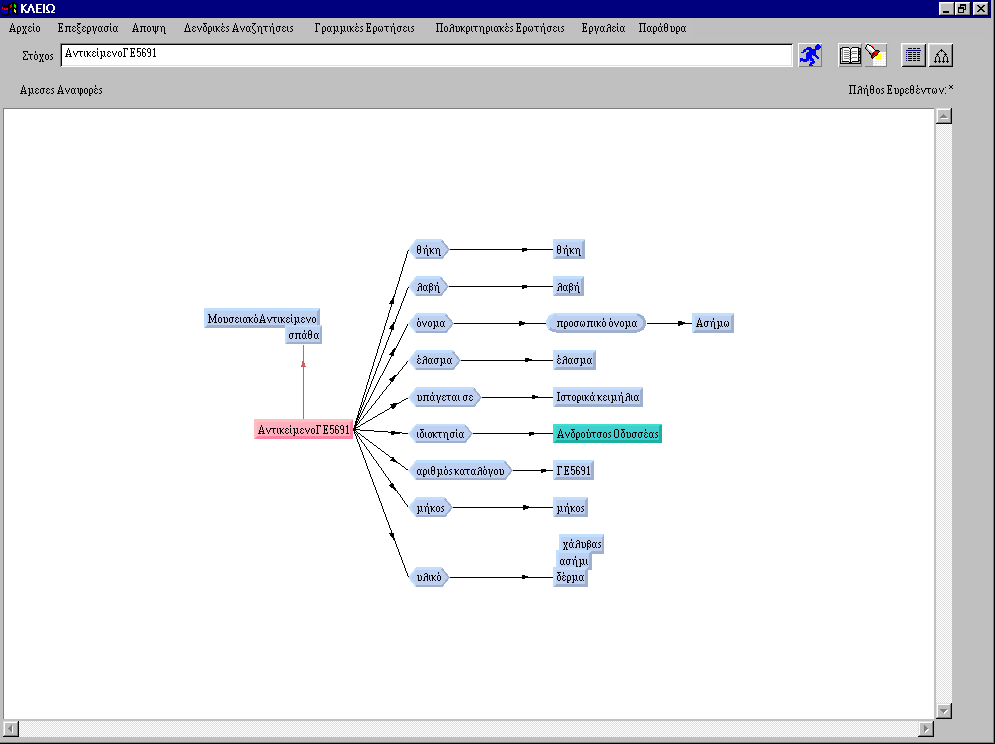 ΚΛΕΙΩ
Αρχείο Επεξεργασία Αποψη Δενδρικές Αναζητήσεις Γραμμικές Ερωτήσεις Πολυκριτηριακές Ερωτήσεις Εργαλεία Παράθυρα
Στόχος ΑντικείμενοΓΕ5691
Αμεσες Αναφορές Πλήθος Ευρεθέντων:*
θήκη θήκη
λαβή λαβή
ΜουσειακόΑντικείμενο
σπάθα
όνομα προσωπικό όνομα Ασήμω
έλασμα έλασμα
υπάγεται σε Ιστορικά κειμήλια
ΑντικείμενοΓΕ5691
ιδιοκτησία Ανδρούτσος Οδυσσέας
αριθμός καταλόγου ΓΕ5691
μήκος μήκος
χάλυβας
ασήμι
υλικό δέρμα